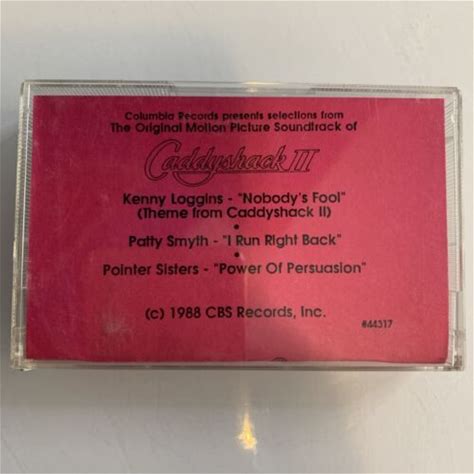 Columbia Records presents selections from
The Original Motion Picture Soundtrack of
Caddyshack II
Kenny Loggins - "Nobody's Fool"
(Theme from Caddyshack II)
•
Patty Smyth - "I Run Right Back"
•
Pointer Sisters - "Power Of Persuasion"
(c) 1988 CBS Records, Inc.
#44317